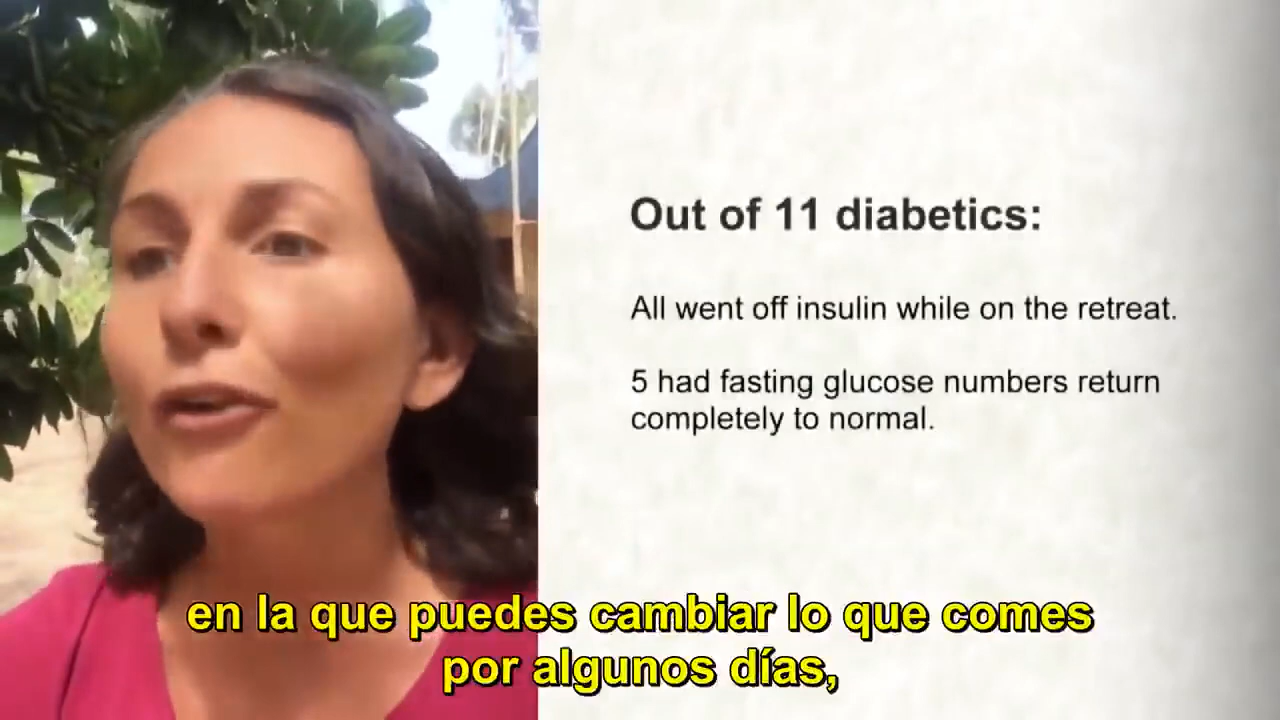 Out of 11 diabetics:
All went off insulin while on the retreat.
5 had fasting glucose numbers return
completely to normal.
en la que puedes cambiar lo que comes
por algunos días,